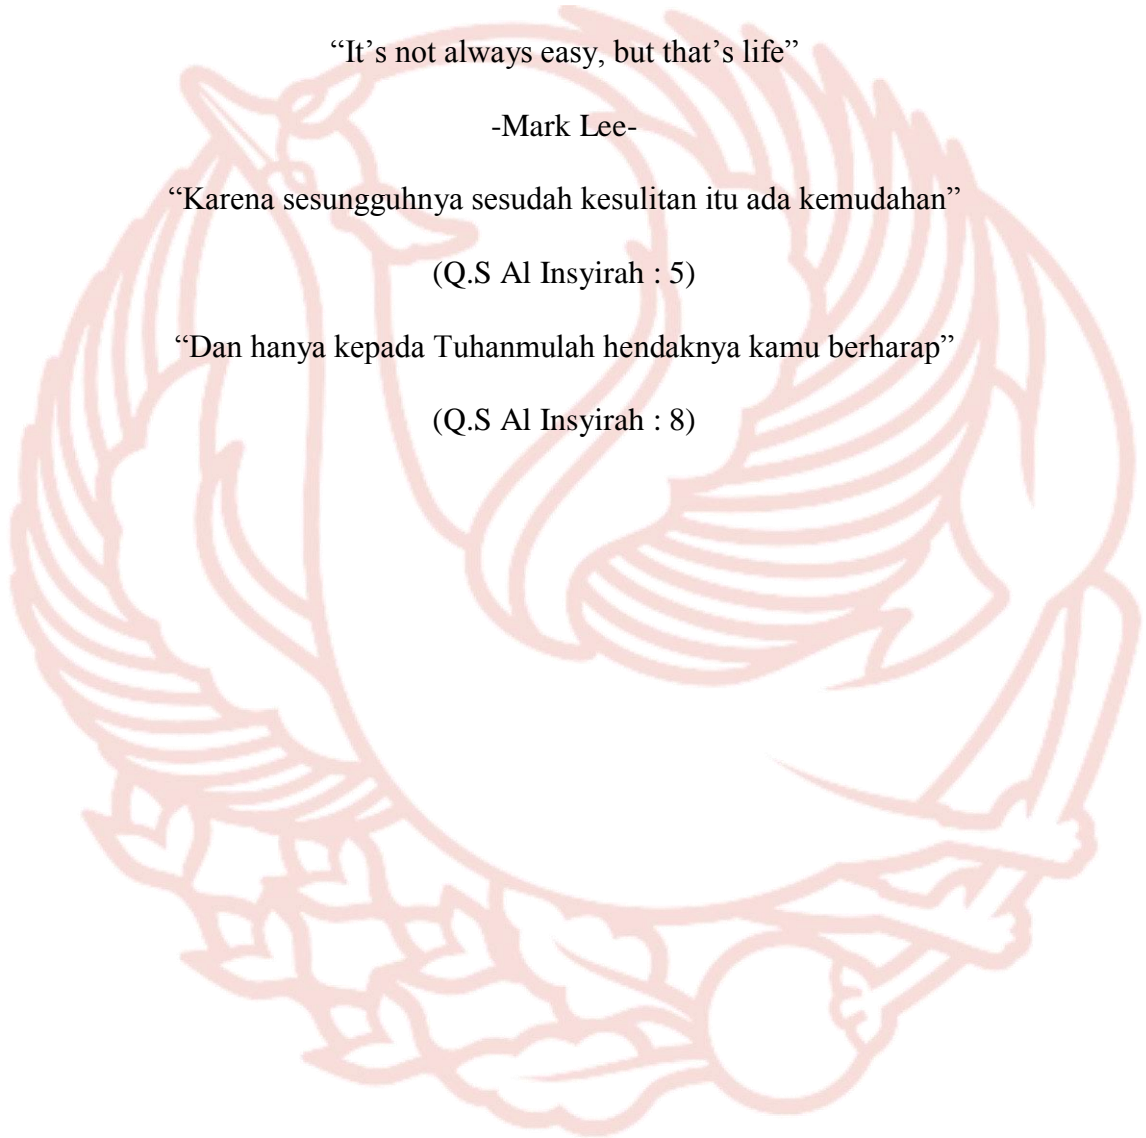 “It’s not always easy, but that’s life”
-Mark Lee-
“Karena sesungguhnya sesudah kesulitan itu ada kemudahan”
(Q.S Al Insyirah : 5)
“Dan hanya kepada Tuhanmulah hendaknya kamu berharap”
(Q.S Al Insyirah : 8)